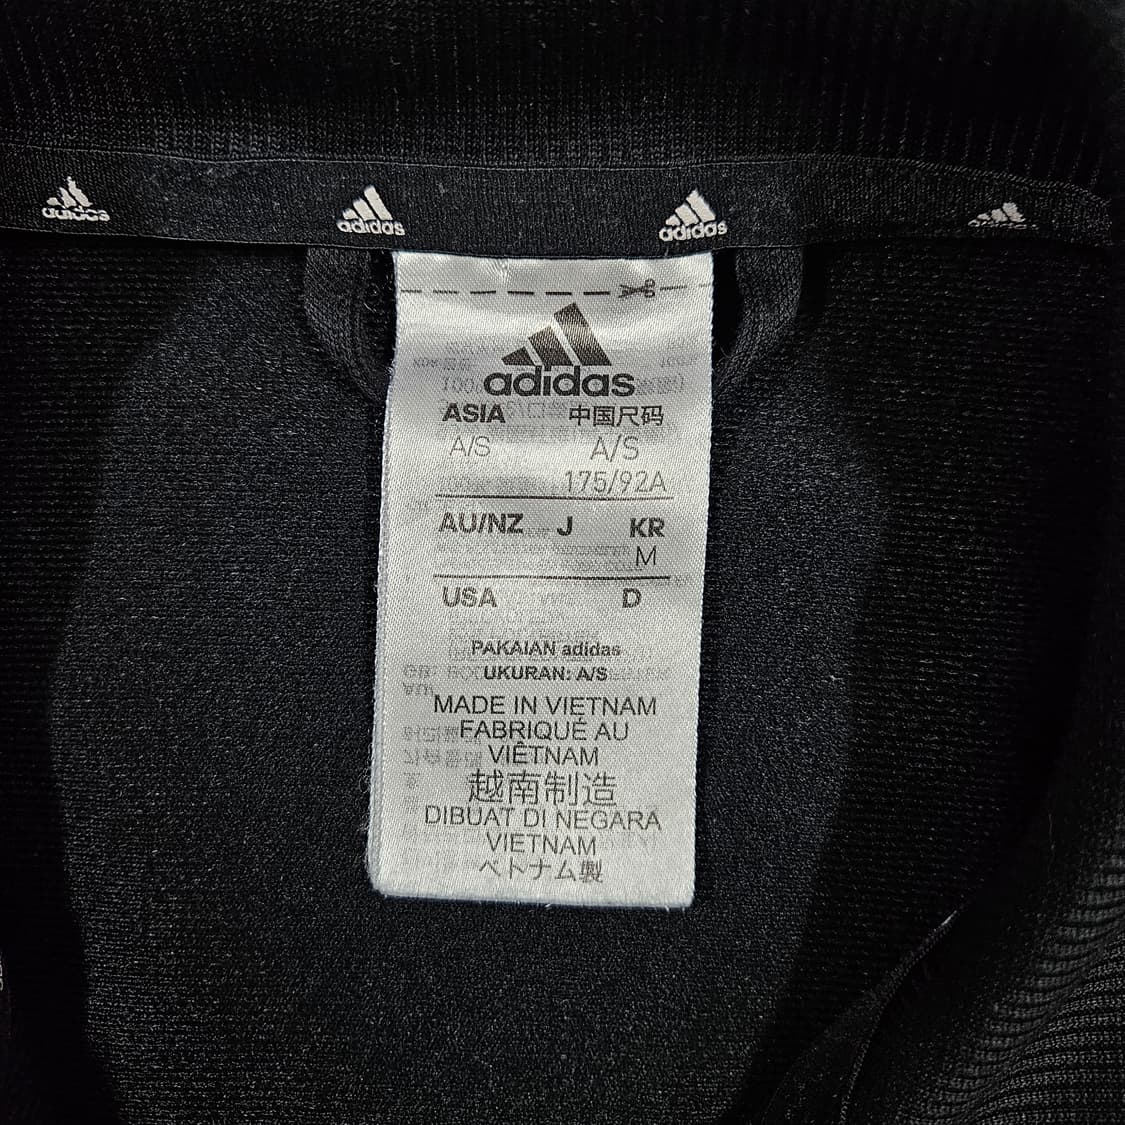 adidas adidas adidas adidas
adidas
ASIA 中国尺码
A/S A/S
175/92A
AU/NZ J KR
M
USA D
PAKAIAN adidas
UKURAN: A/S
MADE IN VIETNAM
FABRIQUÉ AU
VIÊTNAM
越南制造
DIBUAT DI NEGARA
VIETNAM
ベトナム製